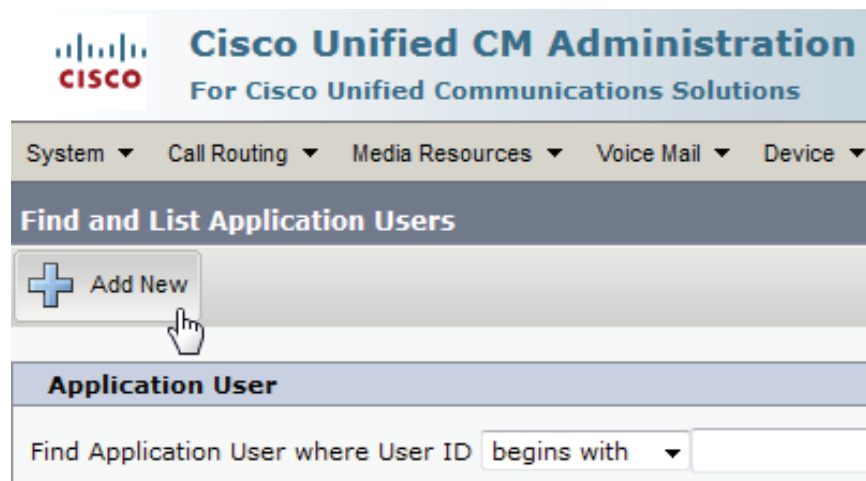 Cisco Unified CM Administration
CISCO
For Cisco Unified Communications Solutions
System Call Routing Media Resources Voice Mail Device
Find and List Application Users
Add New
Application User
Find Application User where User ID begins with